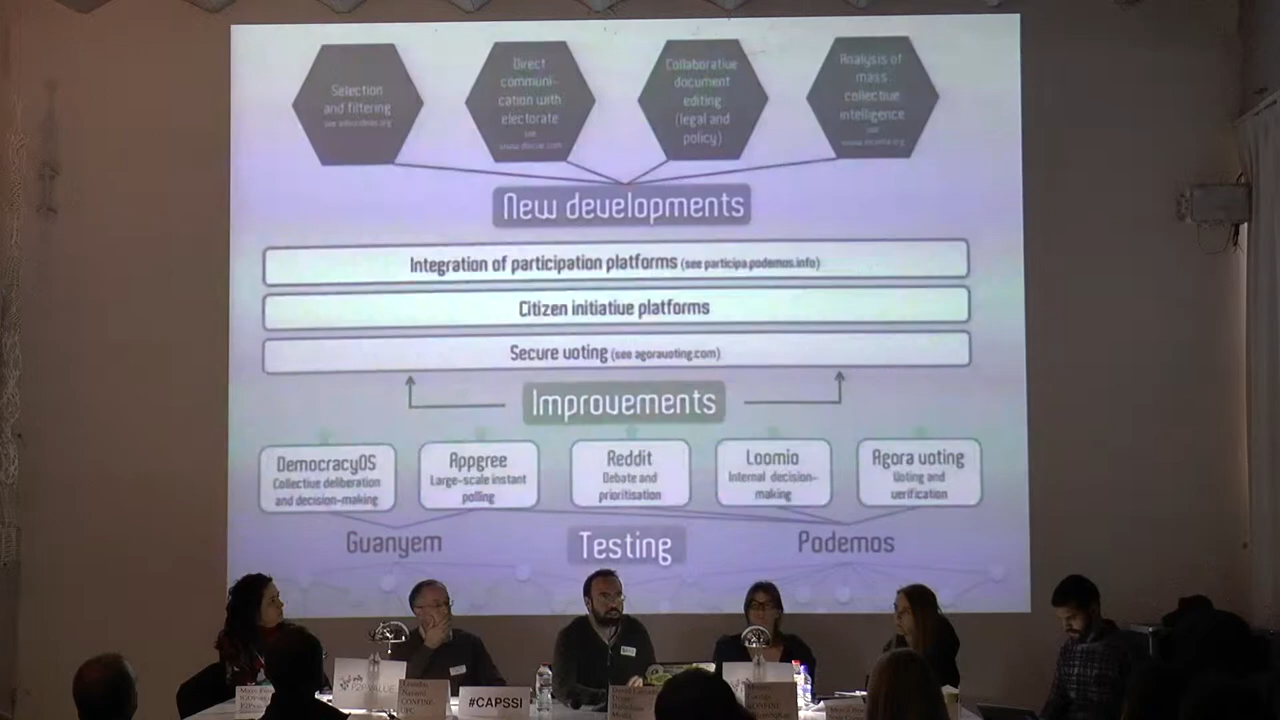 Selection
and filtering
Direct
communi-
cation with
electorate
see
Collaborative
document
editing
(legal and
policy)
Analysis of
mass
collective
intelligence
see
New developments
Integration of participation platforms (see participa.podemos.info)
Citizen initiative platforms
Secure voting (see agoravoting.com)
Improvements
DemocracyOS
Collective deliberation
and decision-making
Appgree
Large-scale instant
polling
Reddit
Debate and
prioritisation
Loomio
Internal decision-
making
Agora voting
Voting and
verification
Guanyem
Testing
Podemos
P2PVALUE
#CAPSSI